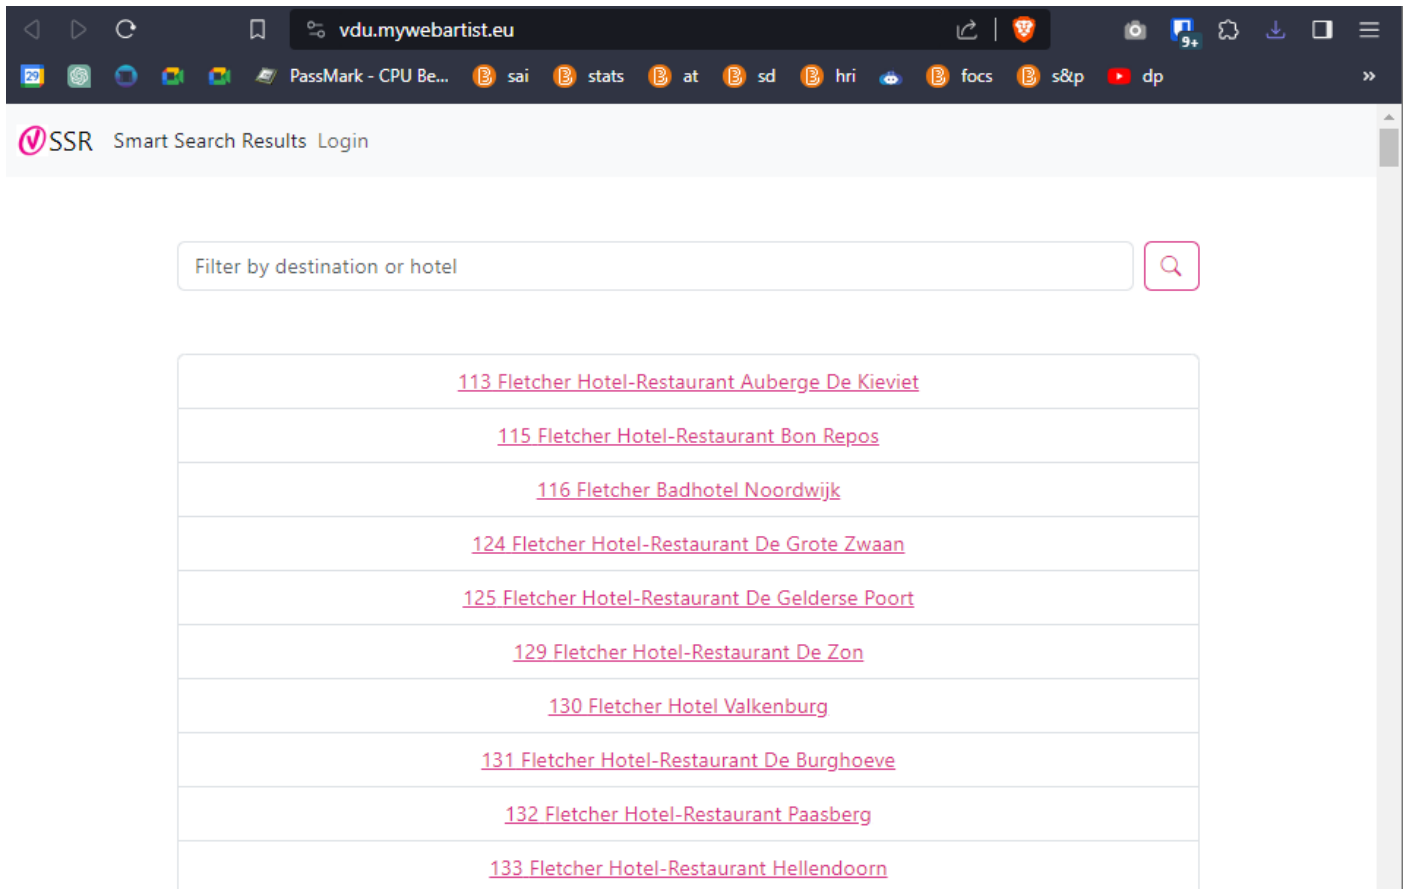 vdu.mywebartist.eu
9+
29 PassMark - CPU Be... B sai B stats B at B sd B hri B focs B s&p dp »
SSR Smart Search Results Login
Filter by destination or hotel
113 Fletcher Hotel-Restaurant Auberge De Kieviet
115 Fletcher Hotel-Restaurant Bon Repos
116 Fletcher Badhotel Noordwijk
124 Fletcher Hotel-Restaurant De Grote Zwaan
125 Fletcher Hotel-Restaurant De Gelderse Poort
129 Fletcher Hotel-Restaurant De Zon
130 Fletcher Hotel Valkenburg
131 Fletcher Hotel-Restaurant De Burghoeve
132 Fletcher Hotel-Restaurant Paasberg
133 Fletcher Hotel-Restaurant Hellendoorn